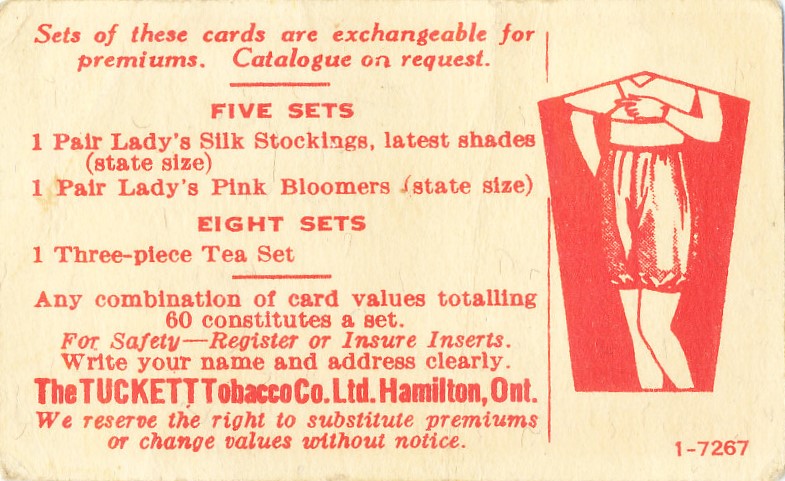 Sets of these cards are exchangeable for
premiums. Catalogue on request.
FIVE SETS
1 Pair Lady's Silk Stockings, latest shades
(state size)
1 Pair Lady's Pink Bloomers (state size)
EIGHT SETS
1 Three-piece Tea Set
Any combination of card values totalling
60 constitutes a set.
For Safety—Register or Insure Inserts.
Write your name and address clearly.
The TUCKETT Tobacco Co. Ltd. Hamilton, Ont.
We reserve the right to substitute premiums
or change values without notice.
1-7267